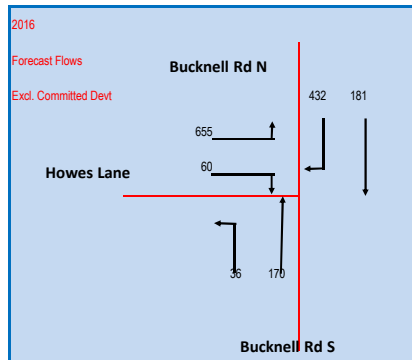 2016
Forecast Flows
Bucknell Rd N
Excl. Committed Devt
432 181
655
60
Howes Lane
36 170
Bucknell Rd S